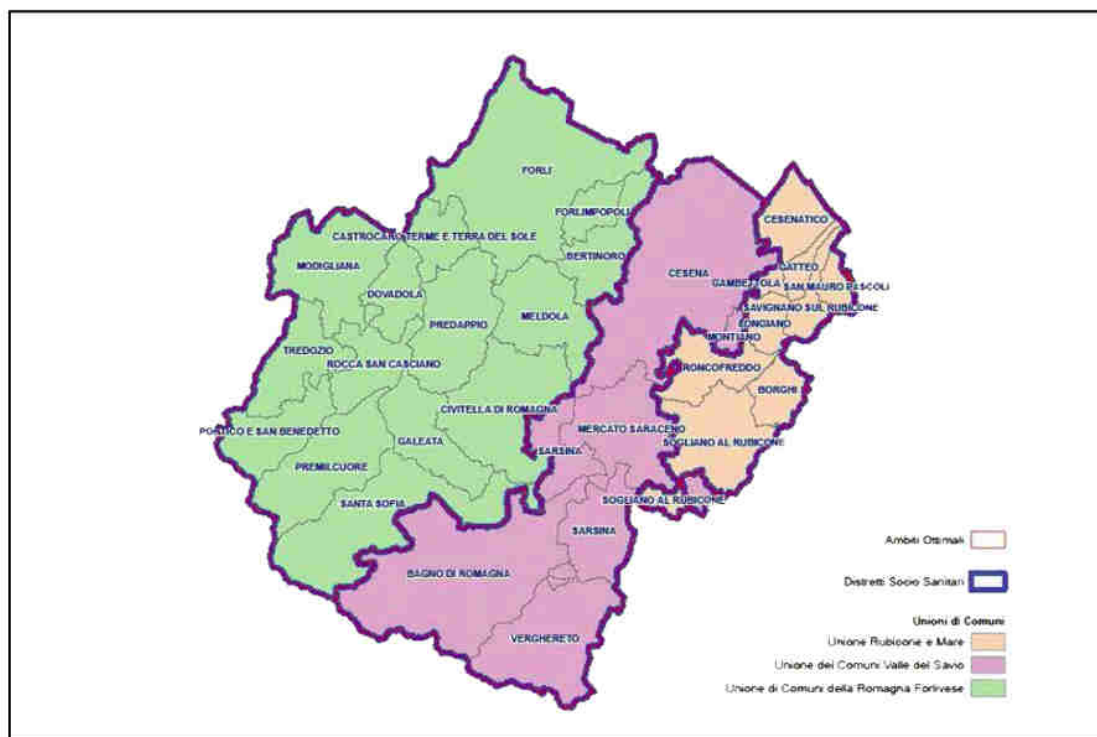 FORLI'
FORLIMPOPOLI
CESENATICO
CASTROCARO TERME E TERRA DEL SOLE
BERTINORO
MODIGLIANA
CESENA
GATTEO
GAMBETTOLA
SAN MAURO PASCOLI
DOVADOLA
SAVIGNANO SUL RUBICONE
PREDAPPIO
MELDOLA
LONGIANO
MONTIANO
TREDOZIO
ROCCA SAN CASCIANO
RONCOFREDDO
BORGHI
CIVITELLA DI ROMAGNA
PORTICO E SAN BENEDETTO
MERCATO SARACENO
GALEATA
SOGLIANO AL RUBICONE
SARSINA
PREMILCUORE
SANTA SOFIA
SOGLIANO AL RUBICONE
SARSINA
BAGNO DI ROMAGNA
VERGHERETO
Ambiti Ottimali
Distretti Socio Sanitari
Unioni di Comuni
Unione Rubicone e Mare
Unione dei Comuni Valle del Savio
Unione di Comuni della Romagna Forlivese